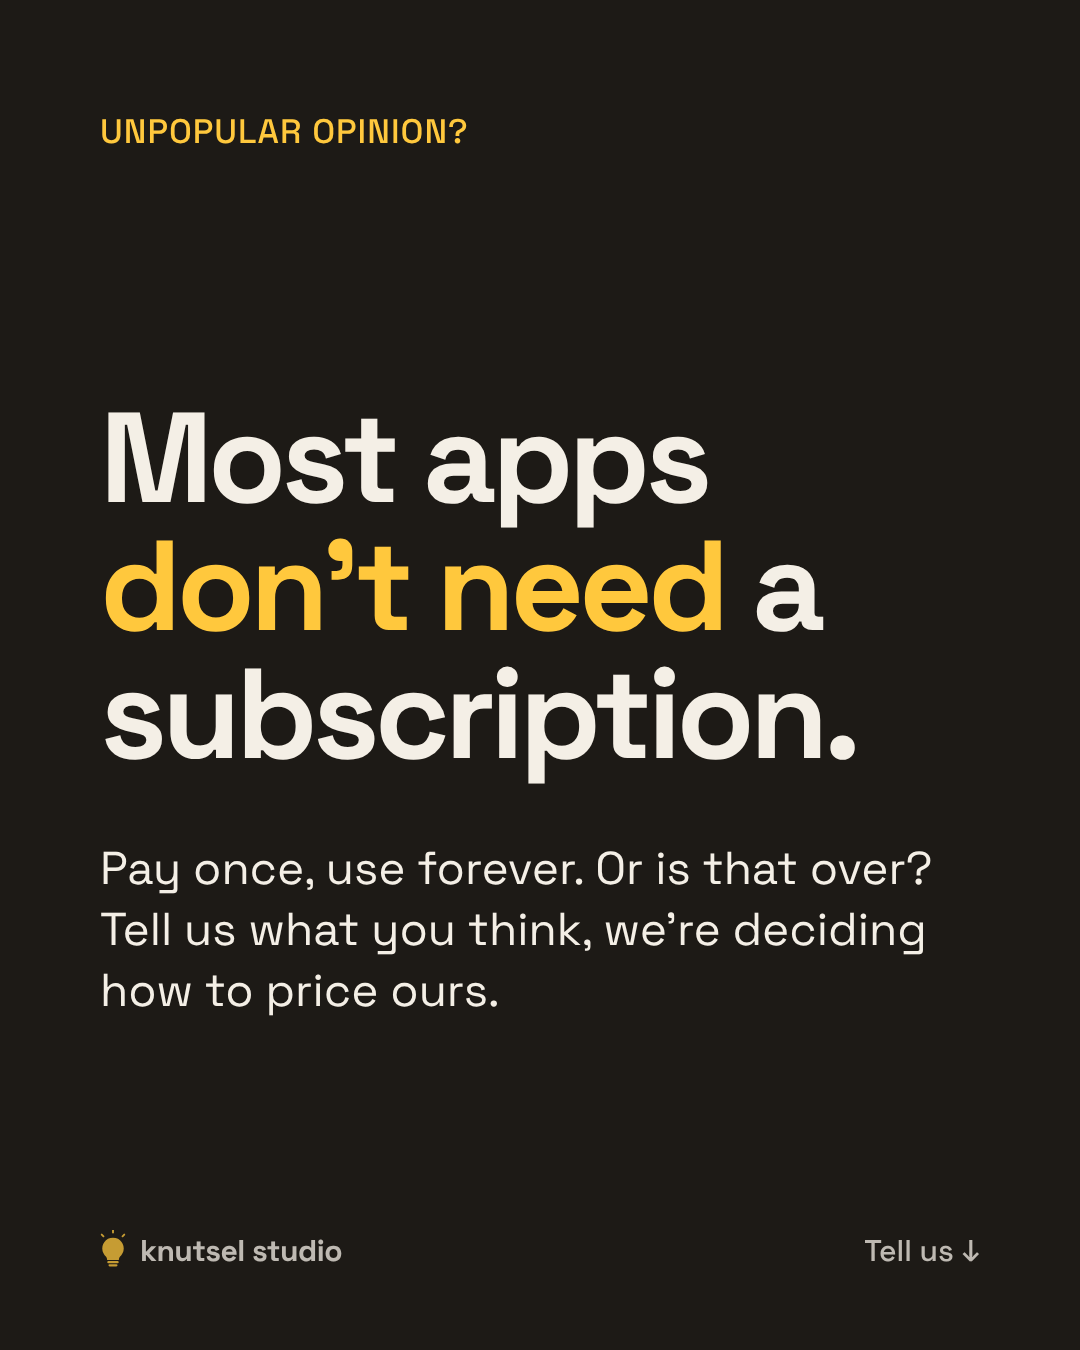 UNPOPULAR OPINION?
Most apps
don’t need a
subscription.
Pay once, use forever. Or is that over?
Tell us what you think, we’re deciding
how to price ours.
knutsel studio
Tell us ↓